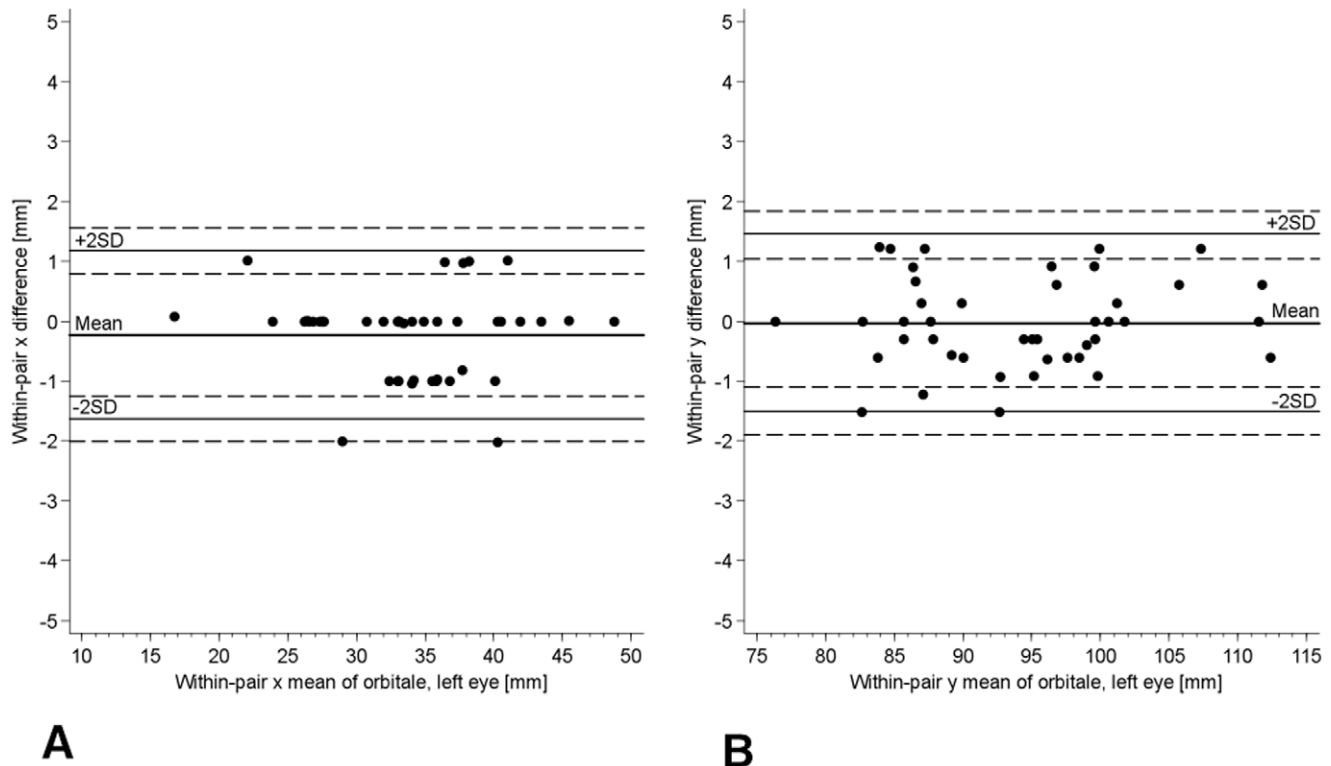 5
4
3
2
1
0
-1
-2
-3
-4
-5
Within-pair x difference [mm]
+2SD
Mean
-2SD
10 15 20 25 30 35 40 45 50
Within-pair x mean of orbitale, left eye [mm]
A
5
4
3
2
1
0
-1
-2
-3
-4
-5
Within-pair y difference [mm]
+2SD
Mean
-2SD
75 80 85 90 95 100 105 110 115
Within-pair y mean of orbitale, left eye [mm]
B